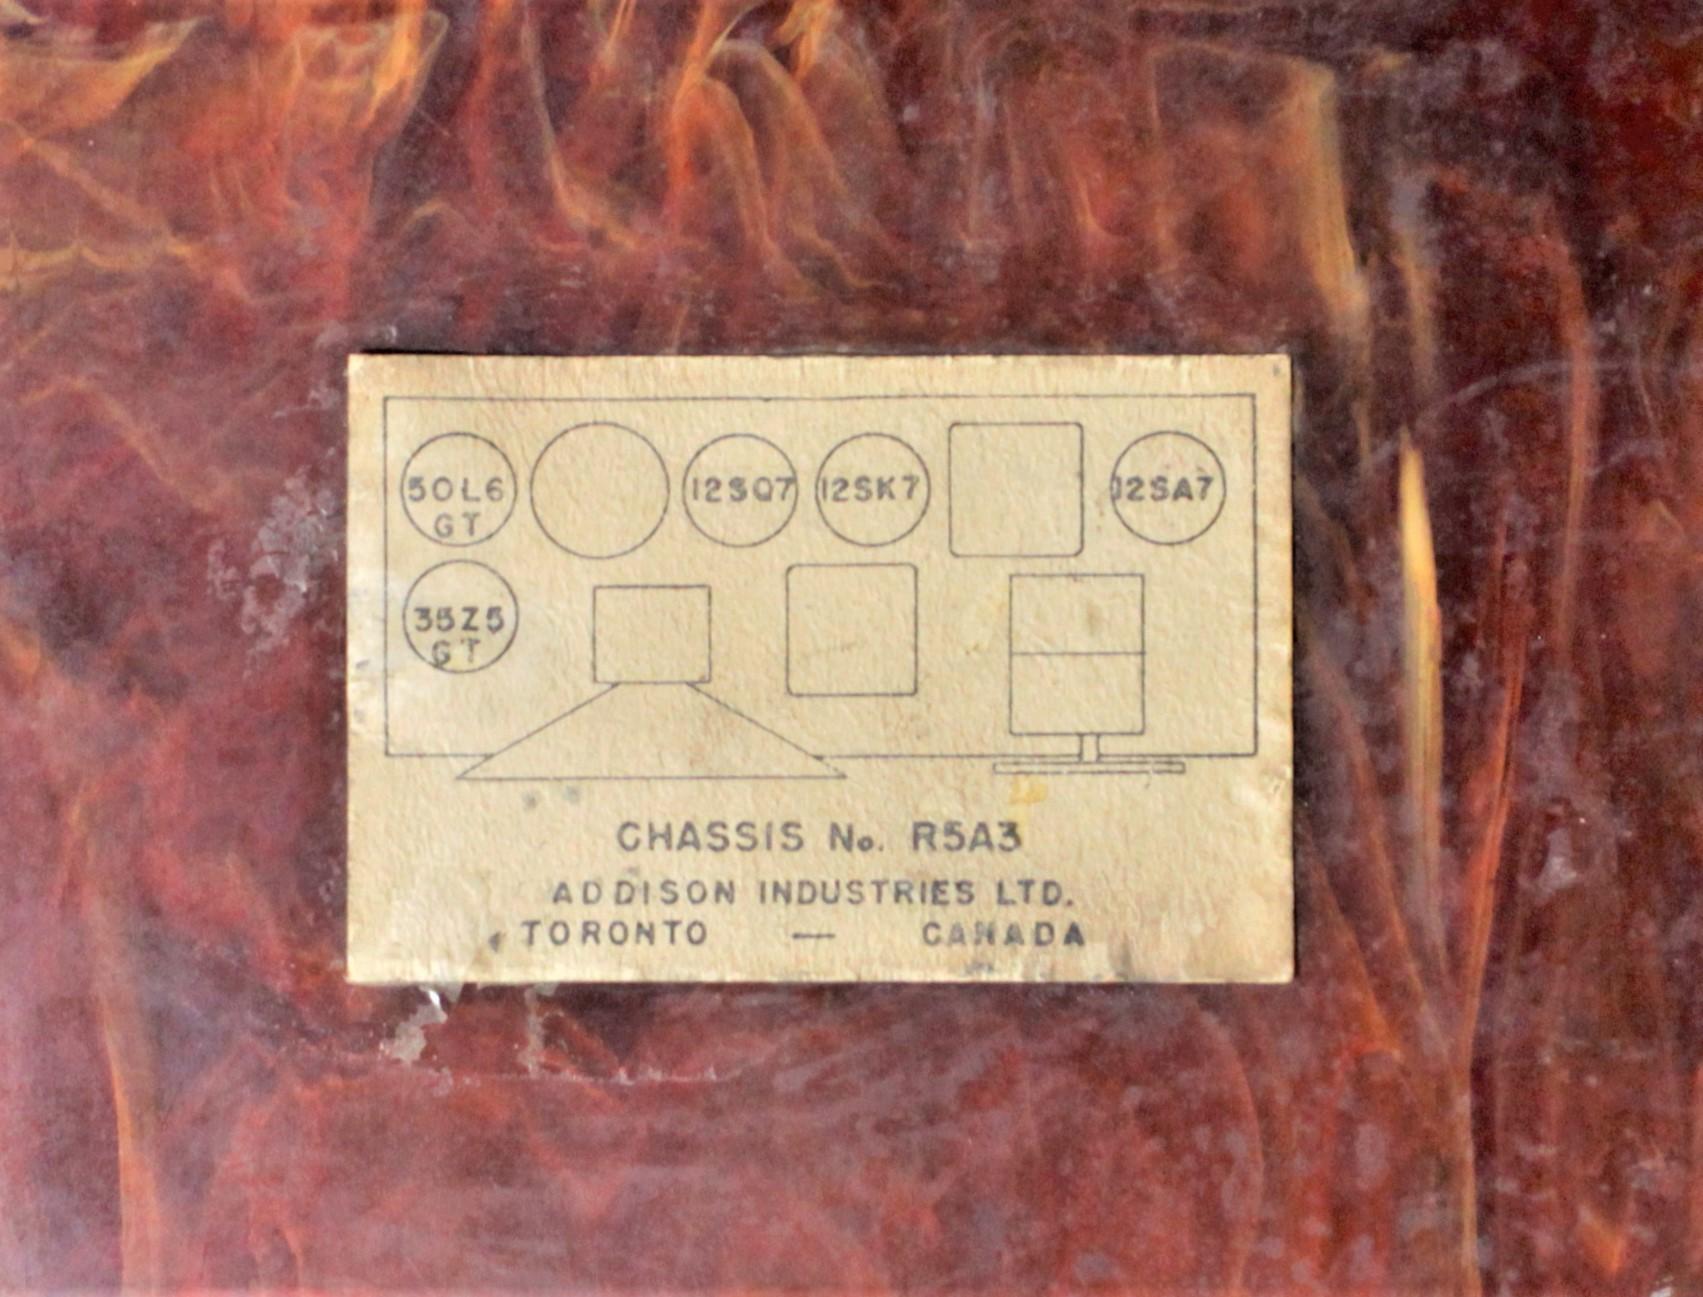 50L6 GT 12SQ7 12SK7 12SA7
35Z5 GT
CHASSIS No. R5A3
ADDISON INDUSTRIES LTD.
TORONTO — CANADA